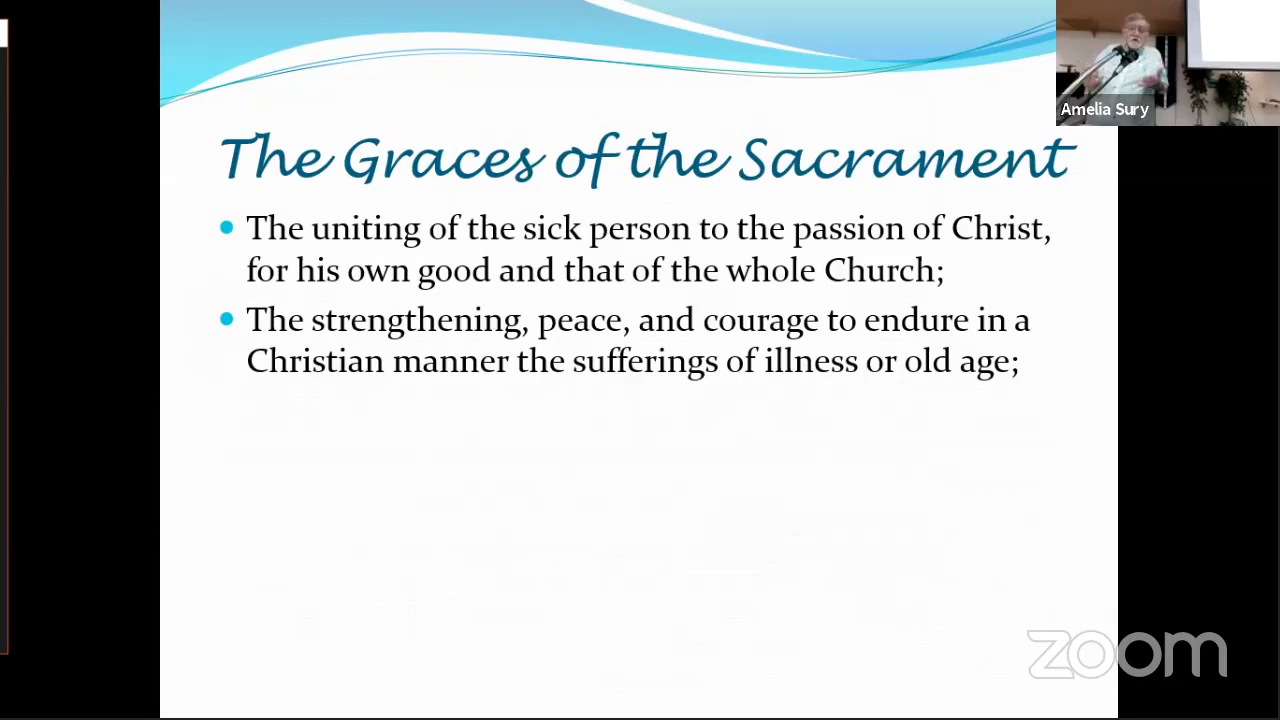 Amelia Sury
The Graces of the Sacrament
The uniting of the sick person to the passion of Christ,
for his own good and that of the whole Church;
The strengthening, peace, and courage to endure in a
Christian manner the sufferings of illness or old age;
zoom